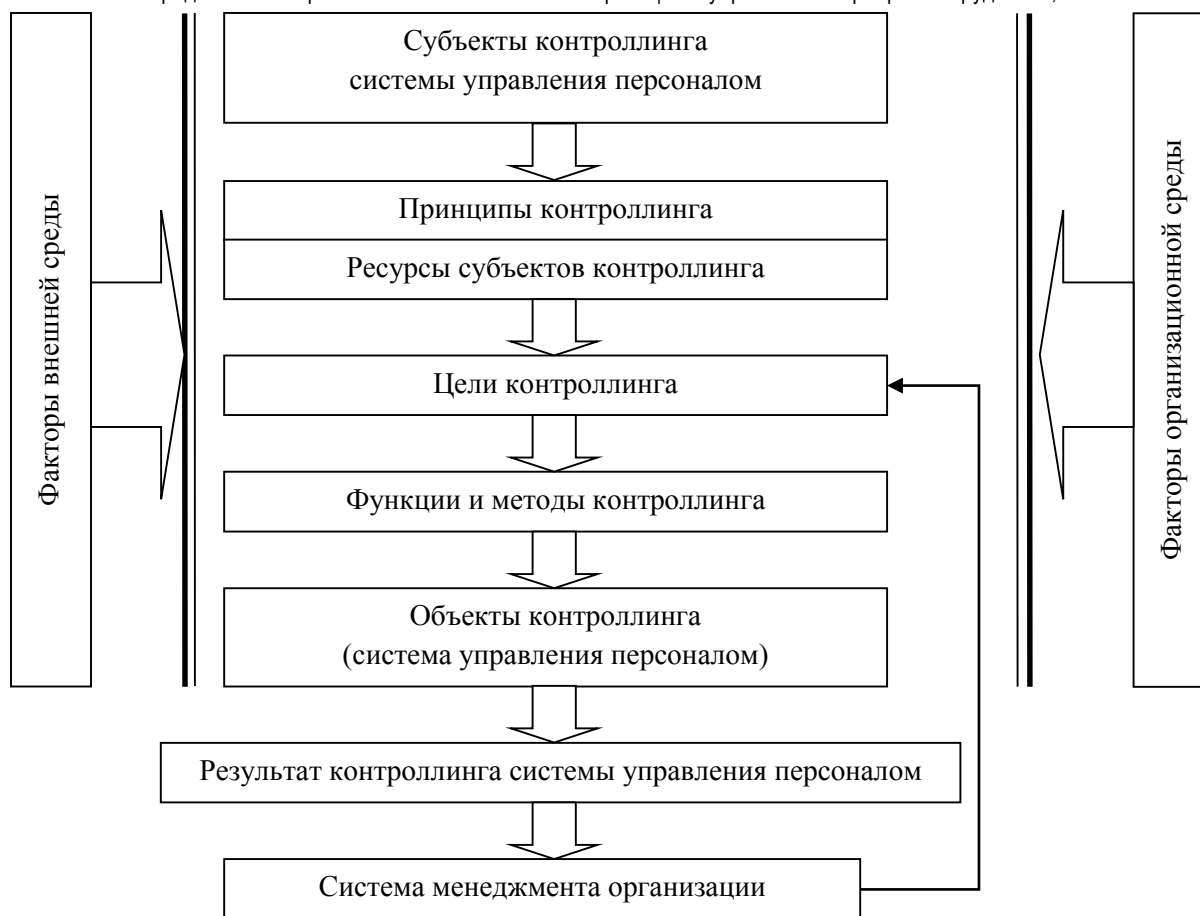 Субъекты контроллинга
системы управления персоналом
Принципы контроллинга
Ресурсы субъектов контроллинга
Цели контроллинга
Функции и методы контроллинга
Объекты контроллинга
(система управления персоналом)
Результат контроллинга системы управления персоналом
Система менеджмента организации
Факторы внешней среды
Факторы организационной среды